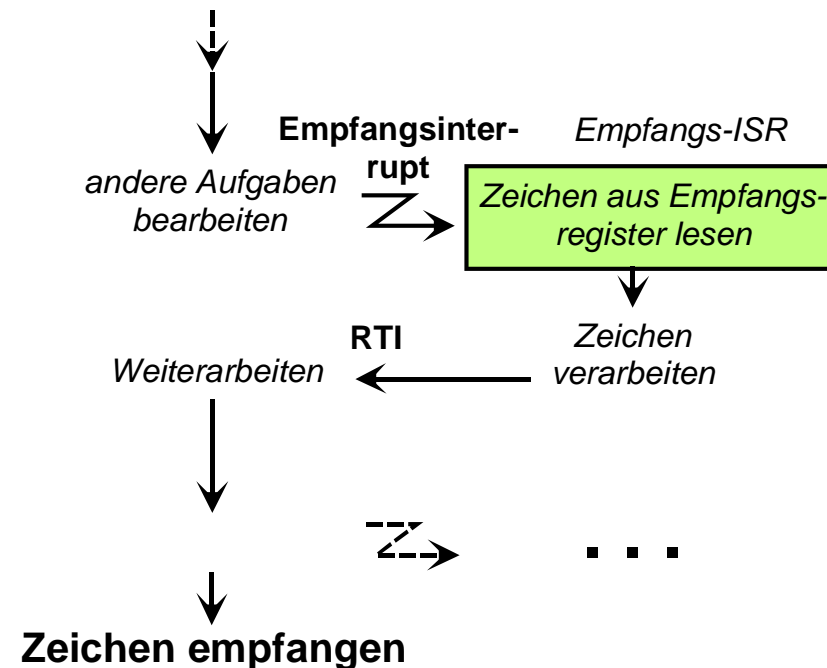 Empfangsinter-
rupt
Empfangs-ISR
andere Aufgaben
bearbeiten
Zeichen aus Empfangs-
register lesen
RTI
Weiterarbeiten
Zeichen
verarbeiten
. . .
Zeichen empfangen